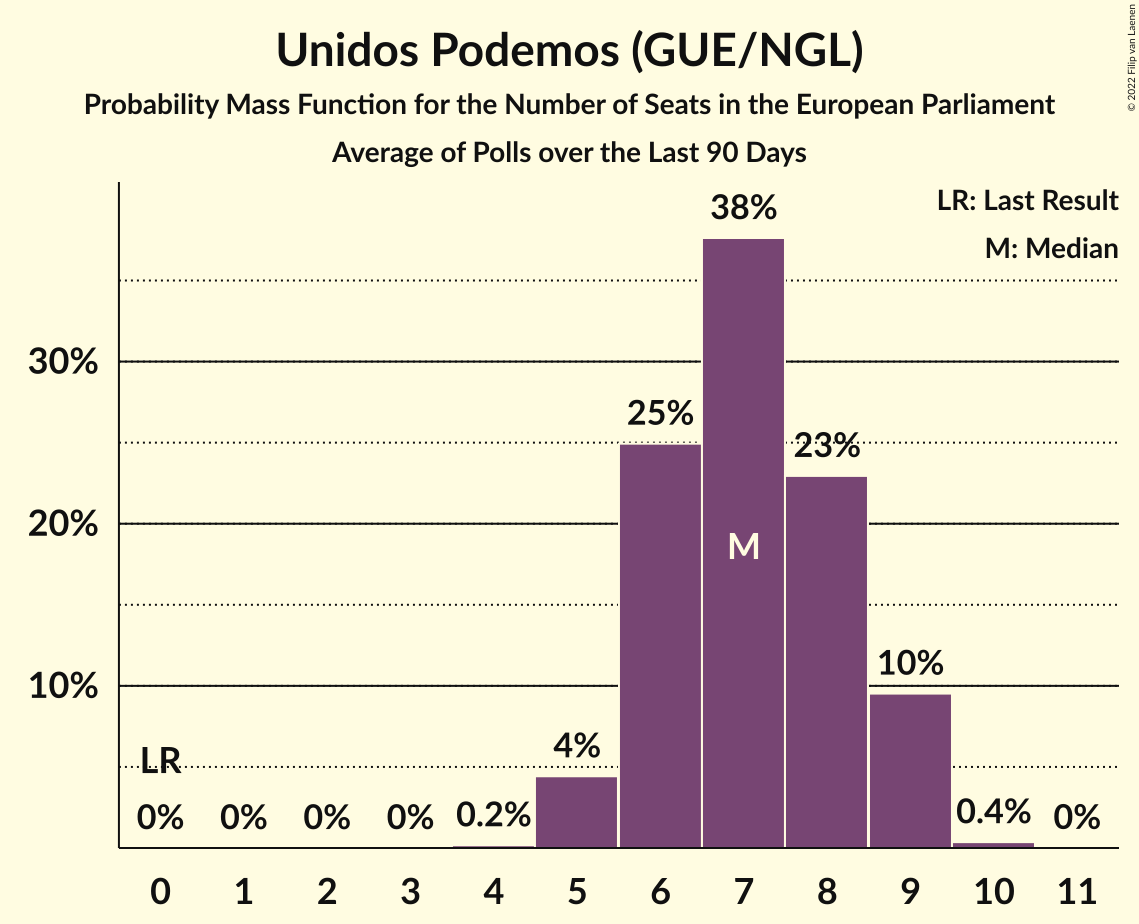 Unidos Podemos (GUE/NGL)
Probability Mass Function for the Number of Seats in the European Parliament
Average of Polls over the Last 90 Days
© 2022 Filip van Laenen
LR: Last Result
M: Median
38%
30%
25%
23%
20%
M
10%
10%
LR
4%
0%
0%
0%
0%
0.2%
0.4%
0%
0 1 2 3 4 5 6 7 8 9 10 11